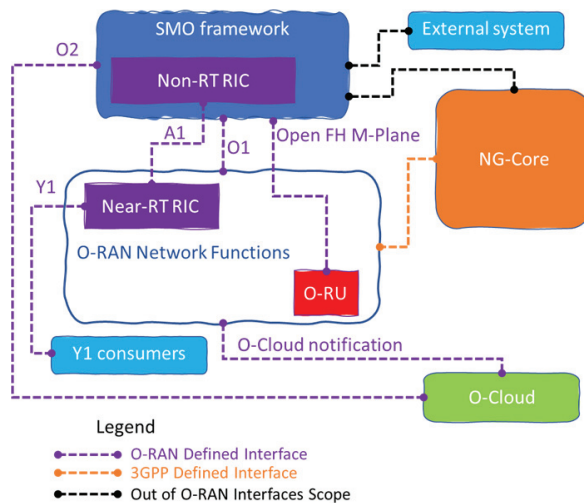 O2
SMO framework
External system
Non-RT RIC
A1
O1
Open FH M-Plane
NG-Core
Y1
Near-RT RIC
O-RAN Network Functions
O-RU
Y1 consumers
O-Cloud notification
O-Cloud
Legend
O-RAN Defined Interface
3GPP Defined Interface
Out of O-RAN Interfaces Scope